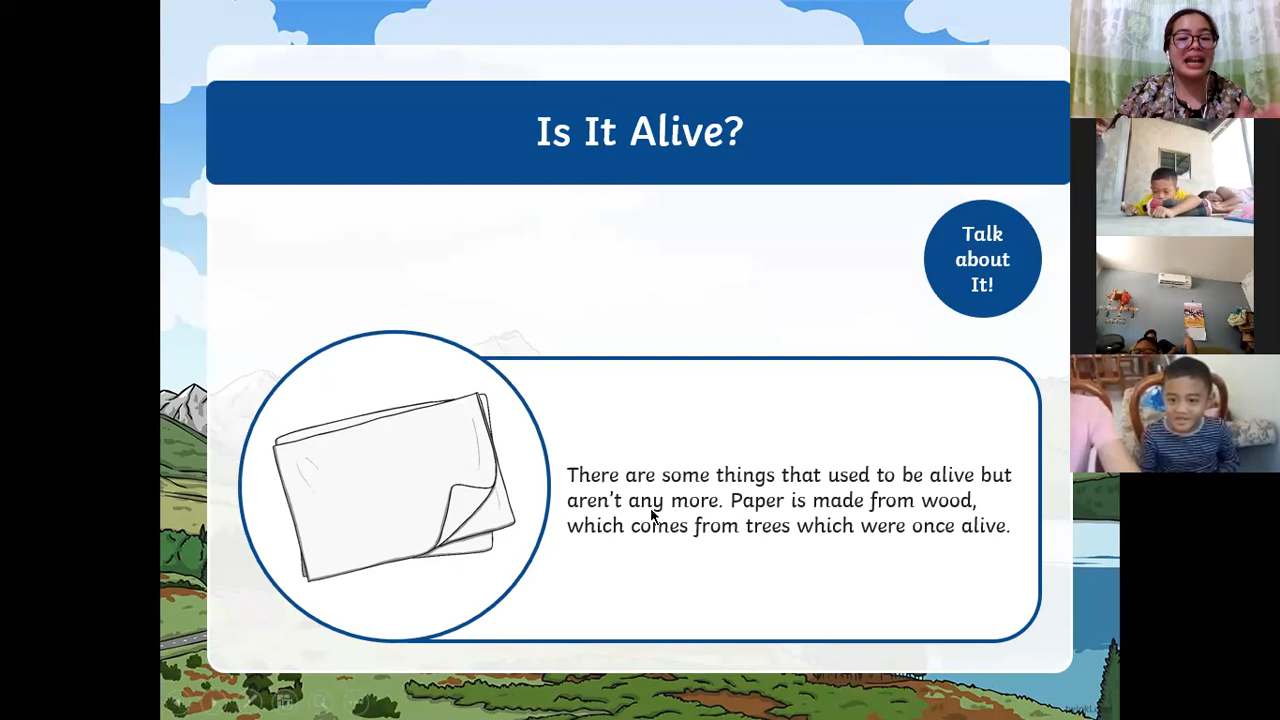 Is It Alive?
Talk
about
It!
There are some things that used to be alive but
aren't any more. Paper is made from wood,
which comes from trees which were once alive.